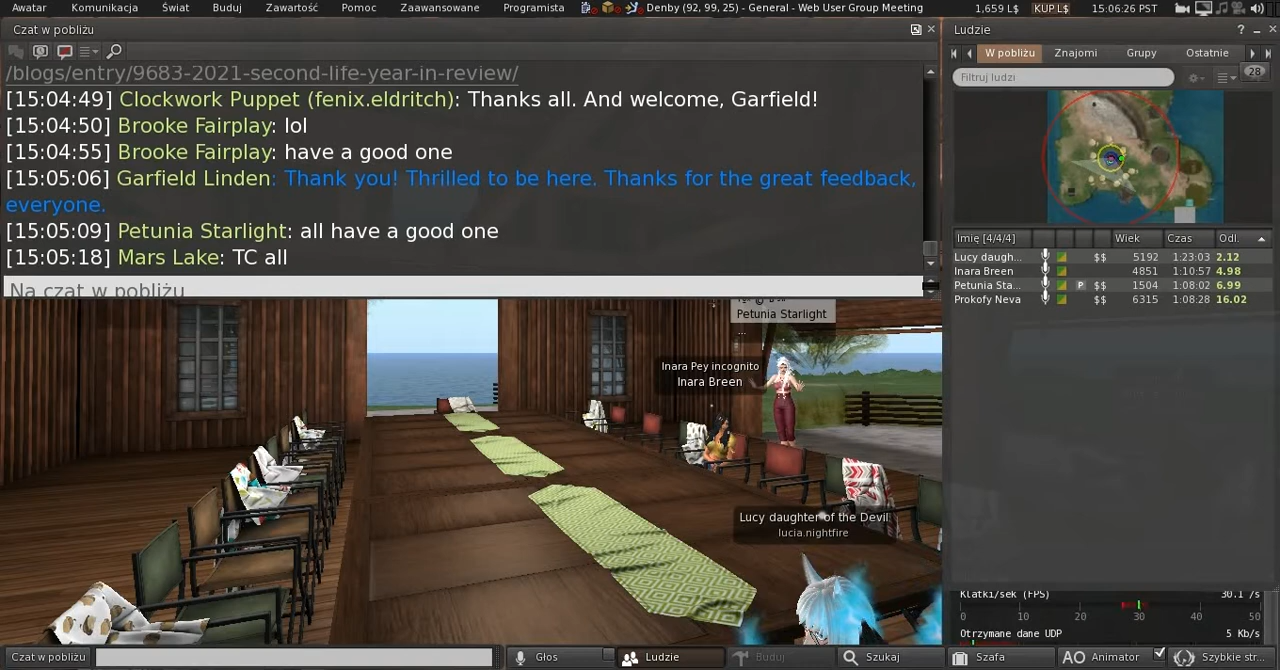 Awatar Komunikacja Świat Buduj Zawartość Pomoc Zaawansowane Programista Denby (92, 99, 25) - General - Web User Group Meeting 1,659 L$ KUP L$ 15:06:26 PST
Czat w pobliżu
/blogs/entry/9683-2021-second-life-year-in-review/
[15:04:49] Clockwork Puppet (fenix.eldritch): Thanks all. And welcome, Garfield!
[15:04:50] Brooke Fairplay: lol
[15:04:55] Brooke Fairplay: have a good one
[15:05:06] Garfield Linden: Thank you! Thrilled to be here. Thanks for the great feedback,
everyone.
[15:05:09] Petunia Starlight: all have a good one
[15:05:18] Mars Lake: TC all
Na czat w pobliżu
Petunia Starlight
...
Inara Pey incognito
Inara Breen
Lucy daughter of the Devil
lucia.nightfire
Ludzie ?
W pobliżu Znajomi Grupy Ostatnie
Filtruj ludzi 28
Imię [4/4/4] Wiek Czas Odl.
Lucy daugh... $$ 5192 1:23:03 2.12
Inara Breen 4851 1:10:57 4.98
Petunia Sta... P $$ 1504 1:08:02 6.99
Prokofy Neva $$ 6315 1:08:28 16.02
Klatki/sek (FPS) 30.1 /s
0 10 20 30 40 50
Otrzymane dane UDP 5 Kb/s
Czat w pobliżu Głos Ludzie Buduj Szukaj Szafa AO Animator Szybkie str...